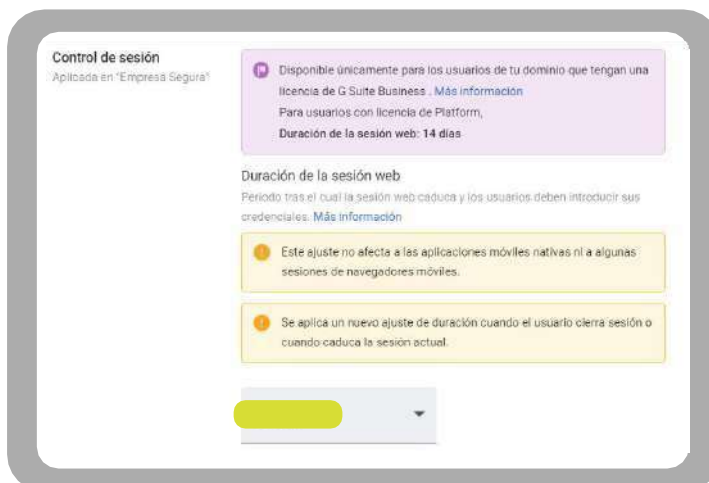 Control de sesión
Aplicada en "Empresa Segura"
Disponible únicamente para los usuarios de tu dominio que tengan una
licencia de G Suite Business . Más información
Para usuarios con licencia de Platform,
Duración de la sesión web: 14 días
Duración de la sesión web
Periodo tras el cual la sesión web caduca y los usuarios deben introducir sus
credenciales. Más información
Este ajuste no afecta a las aplicaciones móviles nativas ni a algunas
sesiones de navegadores móviles.
Se aplica un nuevo ajuste de duración cuando el usuario cierra sesión o
cuando caduca la sesión actual.